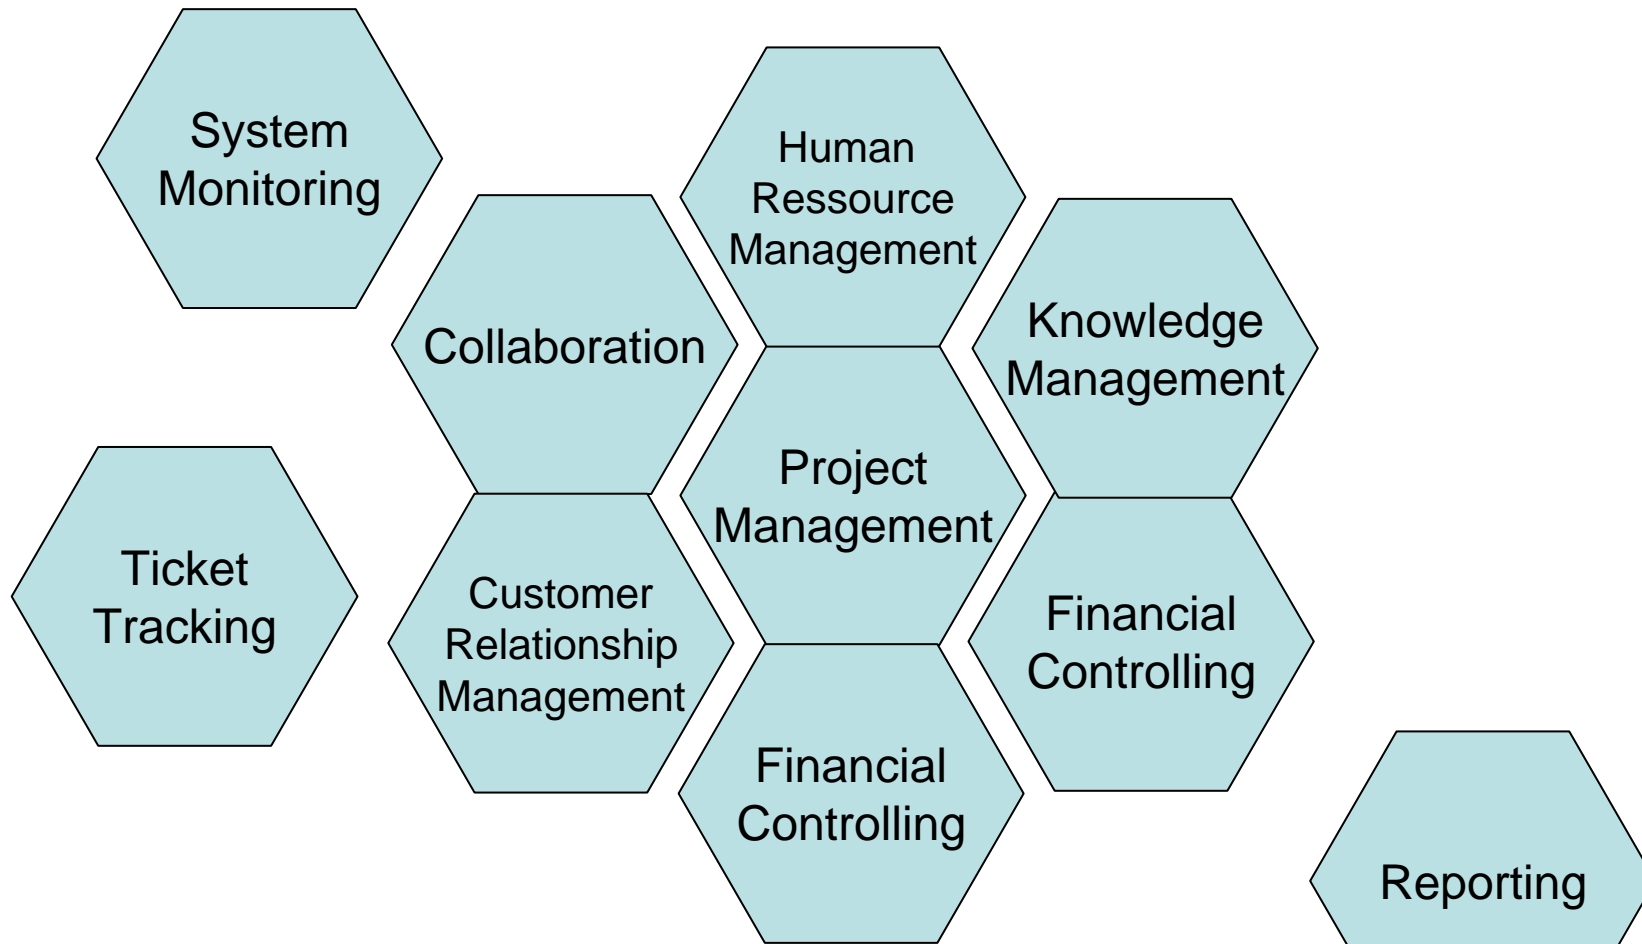 System
Monitoring
Human
Ressource
Management
Collaboration
Knowledge
Management
Project
Management
Ticket
Tracking
Customer
Relationship
Management
Financial
Controlling
Financial
Controlling
Reporting